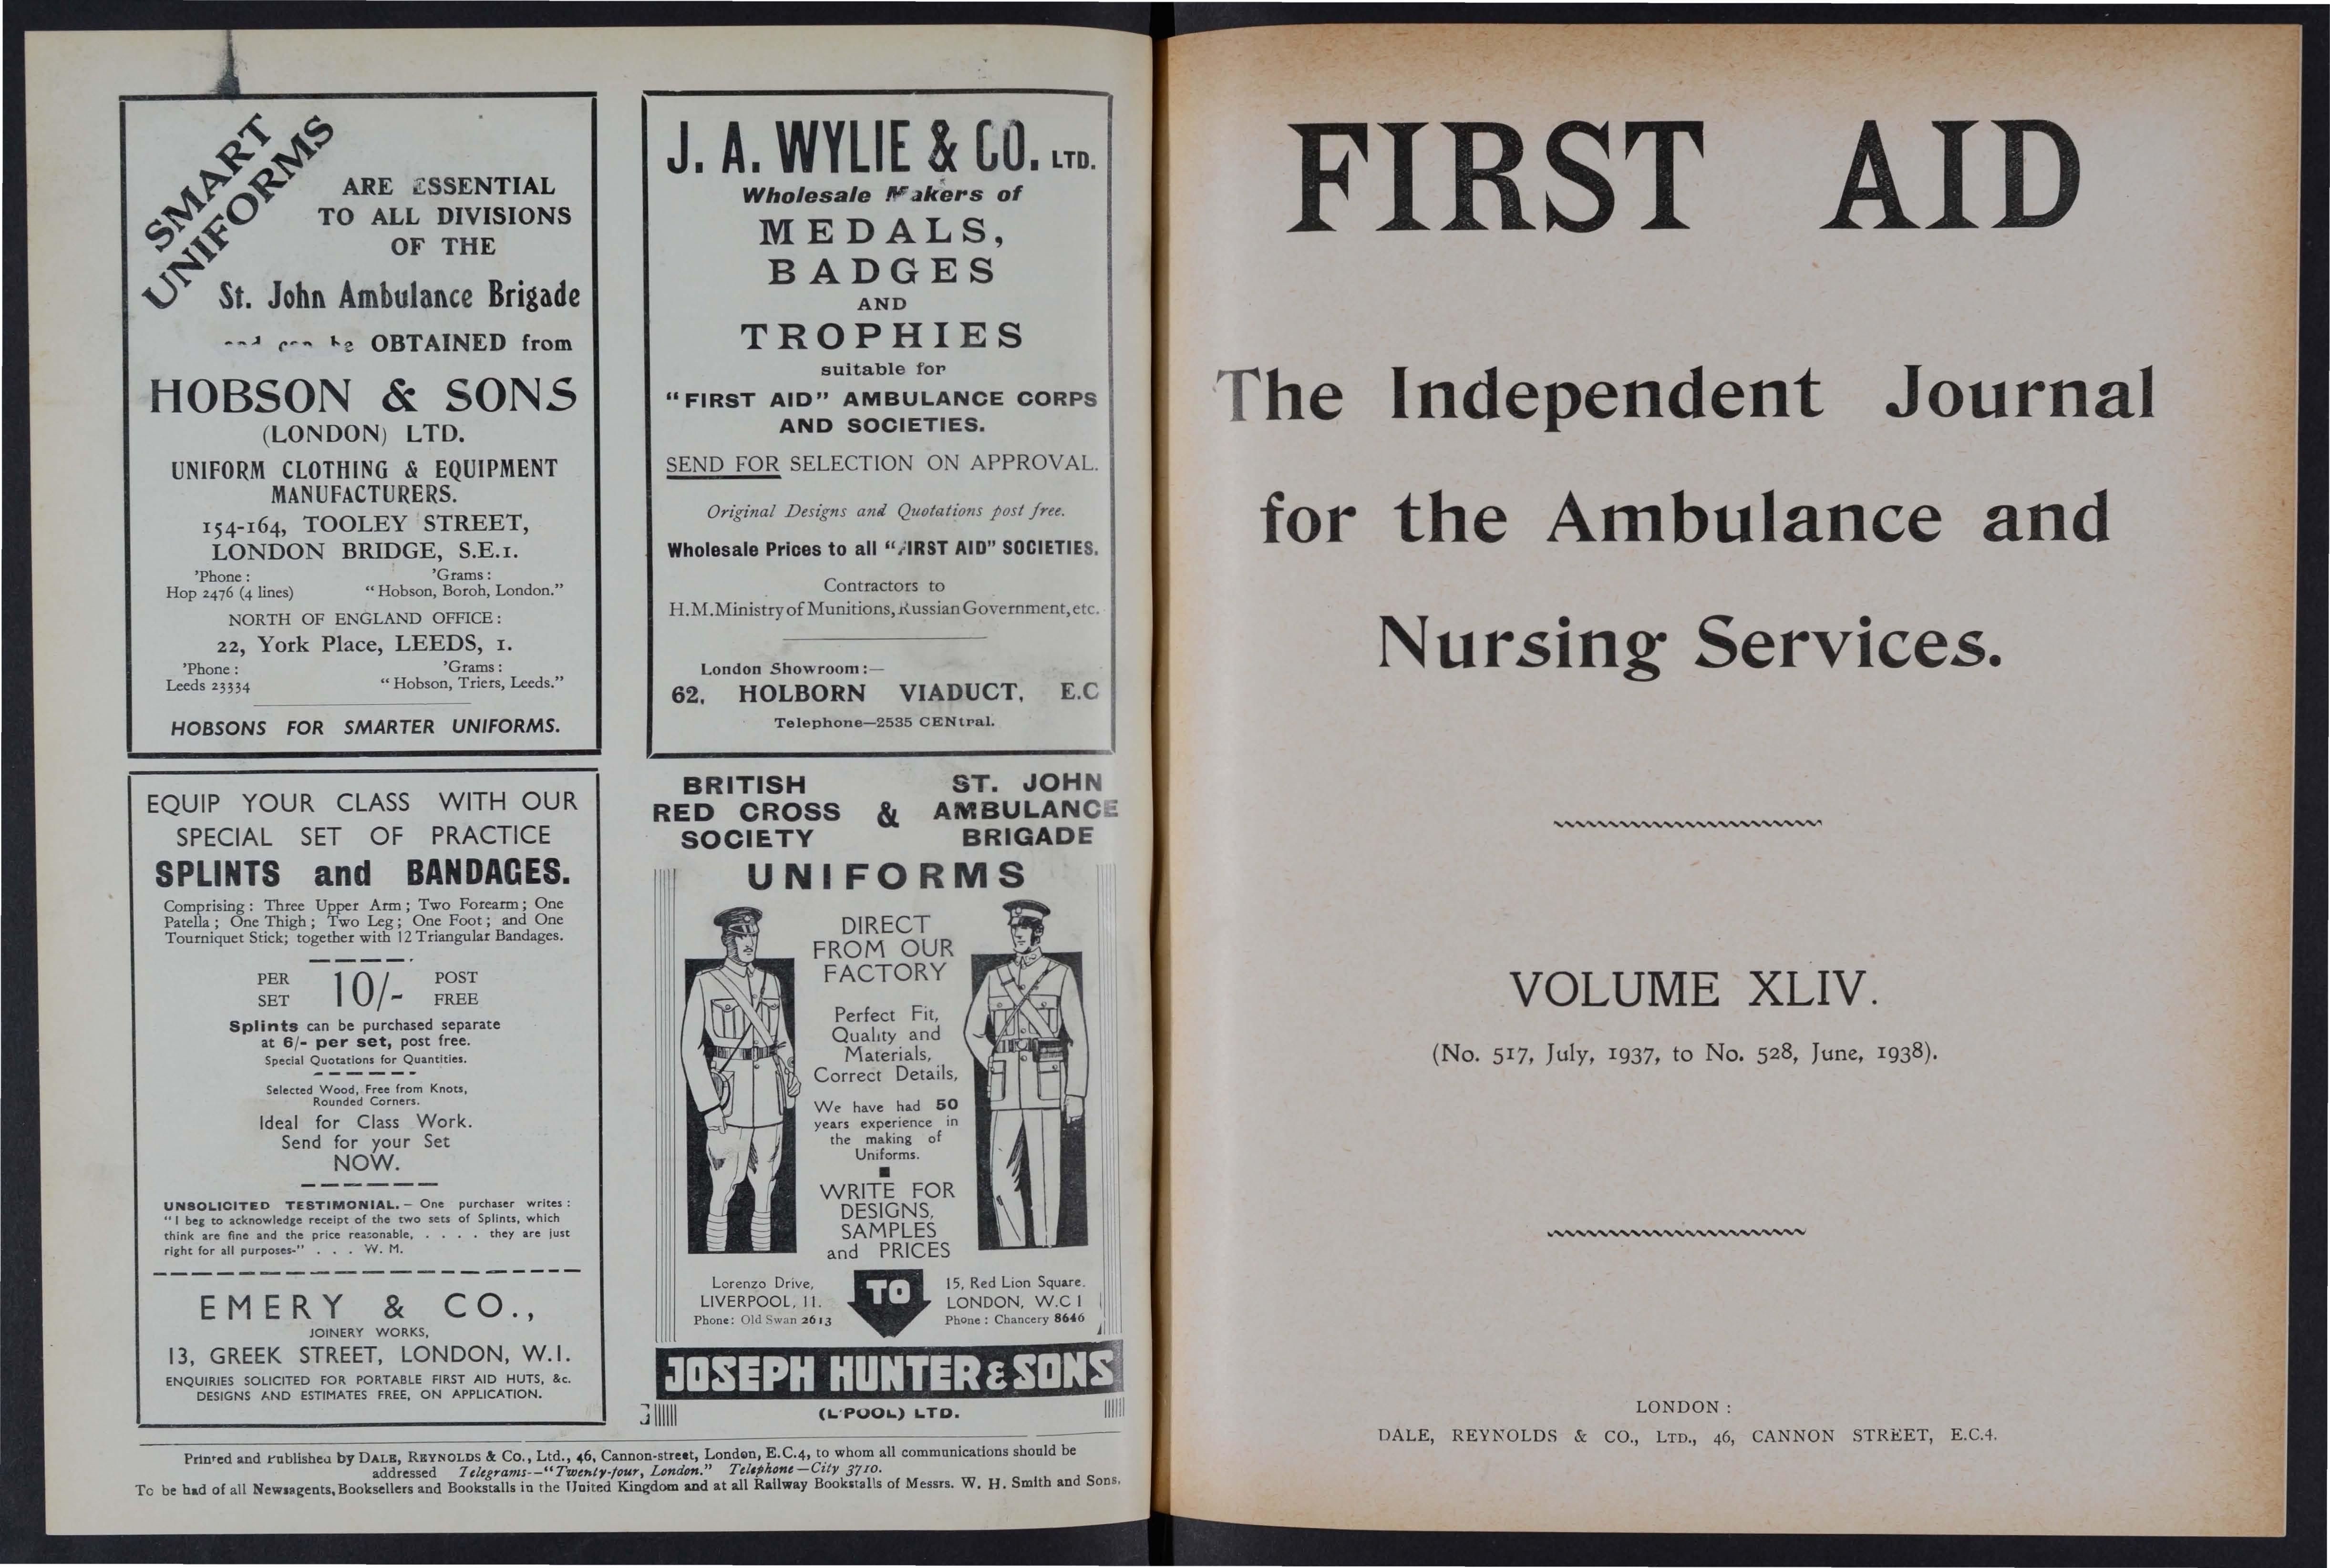 SMART
UNIFORMS
ARE ESSENTIAL
TO ALL DIVISIONS
OF THE
St. John Ambulance Brigade
and can be OBTAINED from
HOBSON & SONS
(LONDON) LTD.
UNIFORM CLOTHING & EQUIPMENT
MANUFACTURERS.
154-164, TOOLEY STREET,
LONDON BRIDGE, S.E.1.
'Phone : 'Grams :
Hop 2476 (4 lines) “Hobson, Boroh, London.”
NORTH OF ENGLAND OFFICE :
22, York Place, LEEDS, 1.
'Phone : 'Grams :
Leeds 23334 “Hobson, Triers, Leeds.”
HOBSONS FOR SMARTER UNIFORMS.
EQUIP YOUR CLASS WITH OUR
SPECIAL SET OF PRACTICE
SPLINTS and BANDAGES.
Comprising : Three Upper Arm ; Two Forearm ; One
Patella ; One Thigh ; Two Leg ; One Foot ; and One
Tourniquet Stick; together with 12 Triangular Bandages.
PER SET 10/- POST FREE
Splints can be purchased separate
at 6/- per set, post free.
Special Quotations for Quantities.
Selected Wood, Free from Knots,
Rounded Corners.
Ideal for Class Work.
Send for your Set
NOW.
UNSOLICITED TESTIMONIAL. — One purchaser writes :
“I beg to acknowledge receipt of the two sets of Splints, which
think are fine and the price reasonable, . . . . they are just
right for all purposes-” . . . W. M.
EMERY & CO.,
JOINERY WORKS,
13, GREEK STREET, LONDON, W.1.
ENQUIRIES SOLICITED FOR PORTABLE FIRST AID HUTS, &c.
DESIGNS AND ESTIMATES FREE, ON APPLICATION.
J. A. WYLIE & CO. LTD.
Wholesale Makers of
MEDALS,
BADGES
AND
TROPHIES
suitable for
“FIRST AID” AMBULANCE CORPS
AND SOCIETIES.
SEND FOR SELECTION ON APPROVAL.
Original Designs and Quotations post free.
Wholesale Prices to all “FIRST AID” SOCIETIES.
Contractors to
H.M. Ministry of Munitions, Russian Government, etc.
London Showroom :—
62, HOLBORN VIADUCT, E.C
Telephone—2535 CENtral.
BRITISH
RED CROSS
SOCIETY
&
ST. JOHN
AMBULANCE
BRIGADE
UNIFORMS
DIRECT
FROM OUR
FACTORY
Perfect Fit,
Quality and
Materials,
Correct Details,
We have had 50
years experience in
the making of
Uniforms.
WRITE FOR
DESIGNS,
SAMPLES
and PRICES
TO
Lorenzo Drive,
LIVERPOOL, 11.
Phone: Old Swan 2613
15, Red Lion Square.
LONDON, W.C 1
Phone : Chancery 8646
JOSEPH HUNTER & SONS
(L'POOL) LTD.
Printed and Published by DALE, REYNOLDS & Co., Ltd., 46, Cannon-street, London, E.C.4, to whom all communications should be
addressed Telegrams--“Twenty-four, London.” Telephone—City 3710.
To be had of all Newsagents, Booksellers and Bookstalls in the United Kingdom and at all Railway Bookstalls of Messrs. W. H. Smith and Sons.
FIRST AID
The Independent Journal
for the Ambulance and
Nursing Services.
VOLUME XLIV.
(No. 517, July, 1937, to No. 528, June, 1938).
LONDON :
DALE, REYNOLDS & CO., LTD., 46, CANNON STREET, E.C.4.